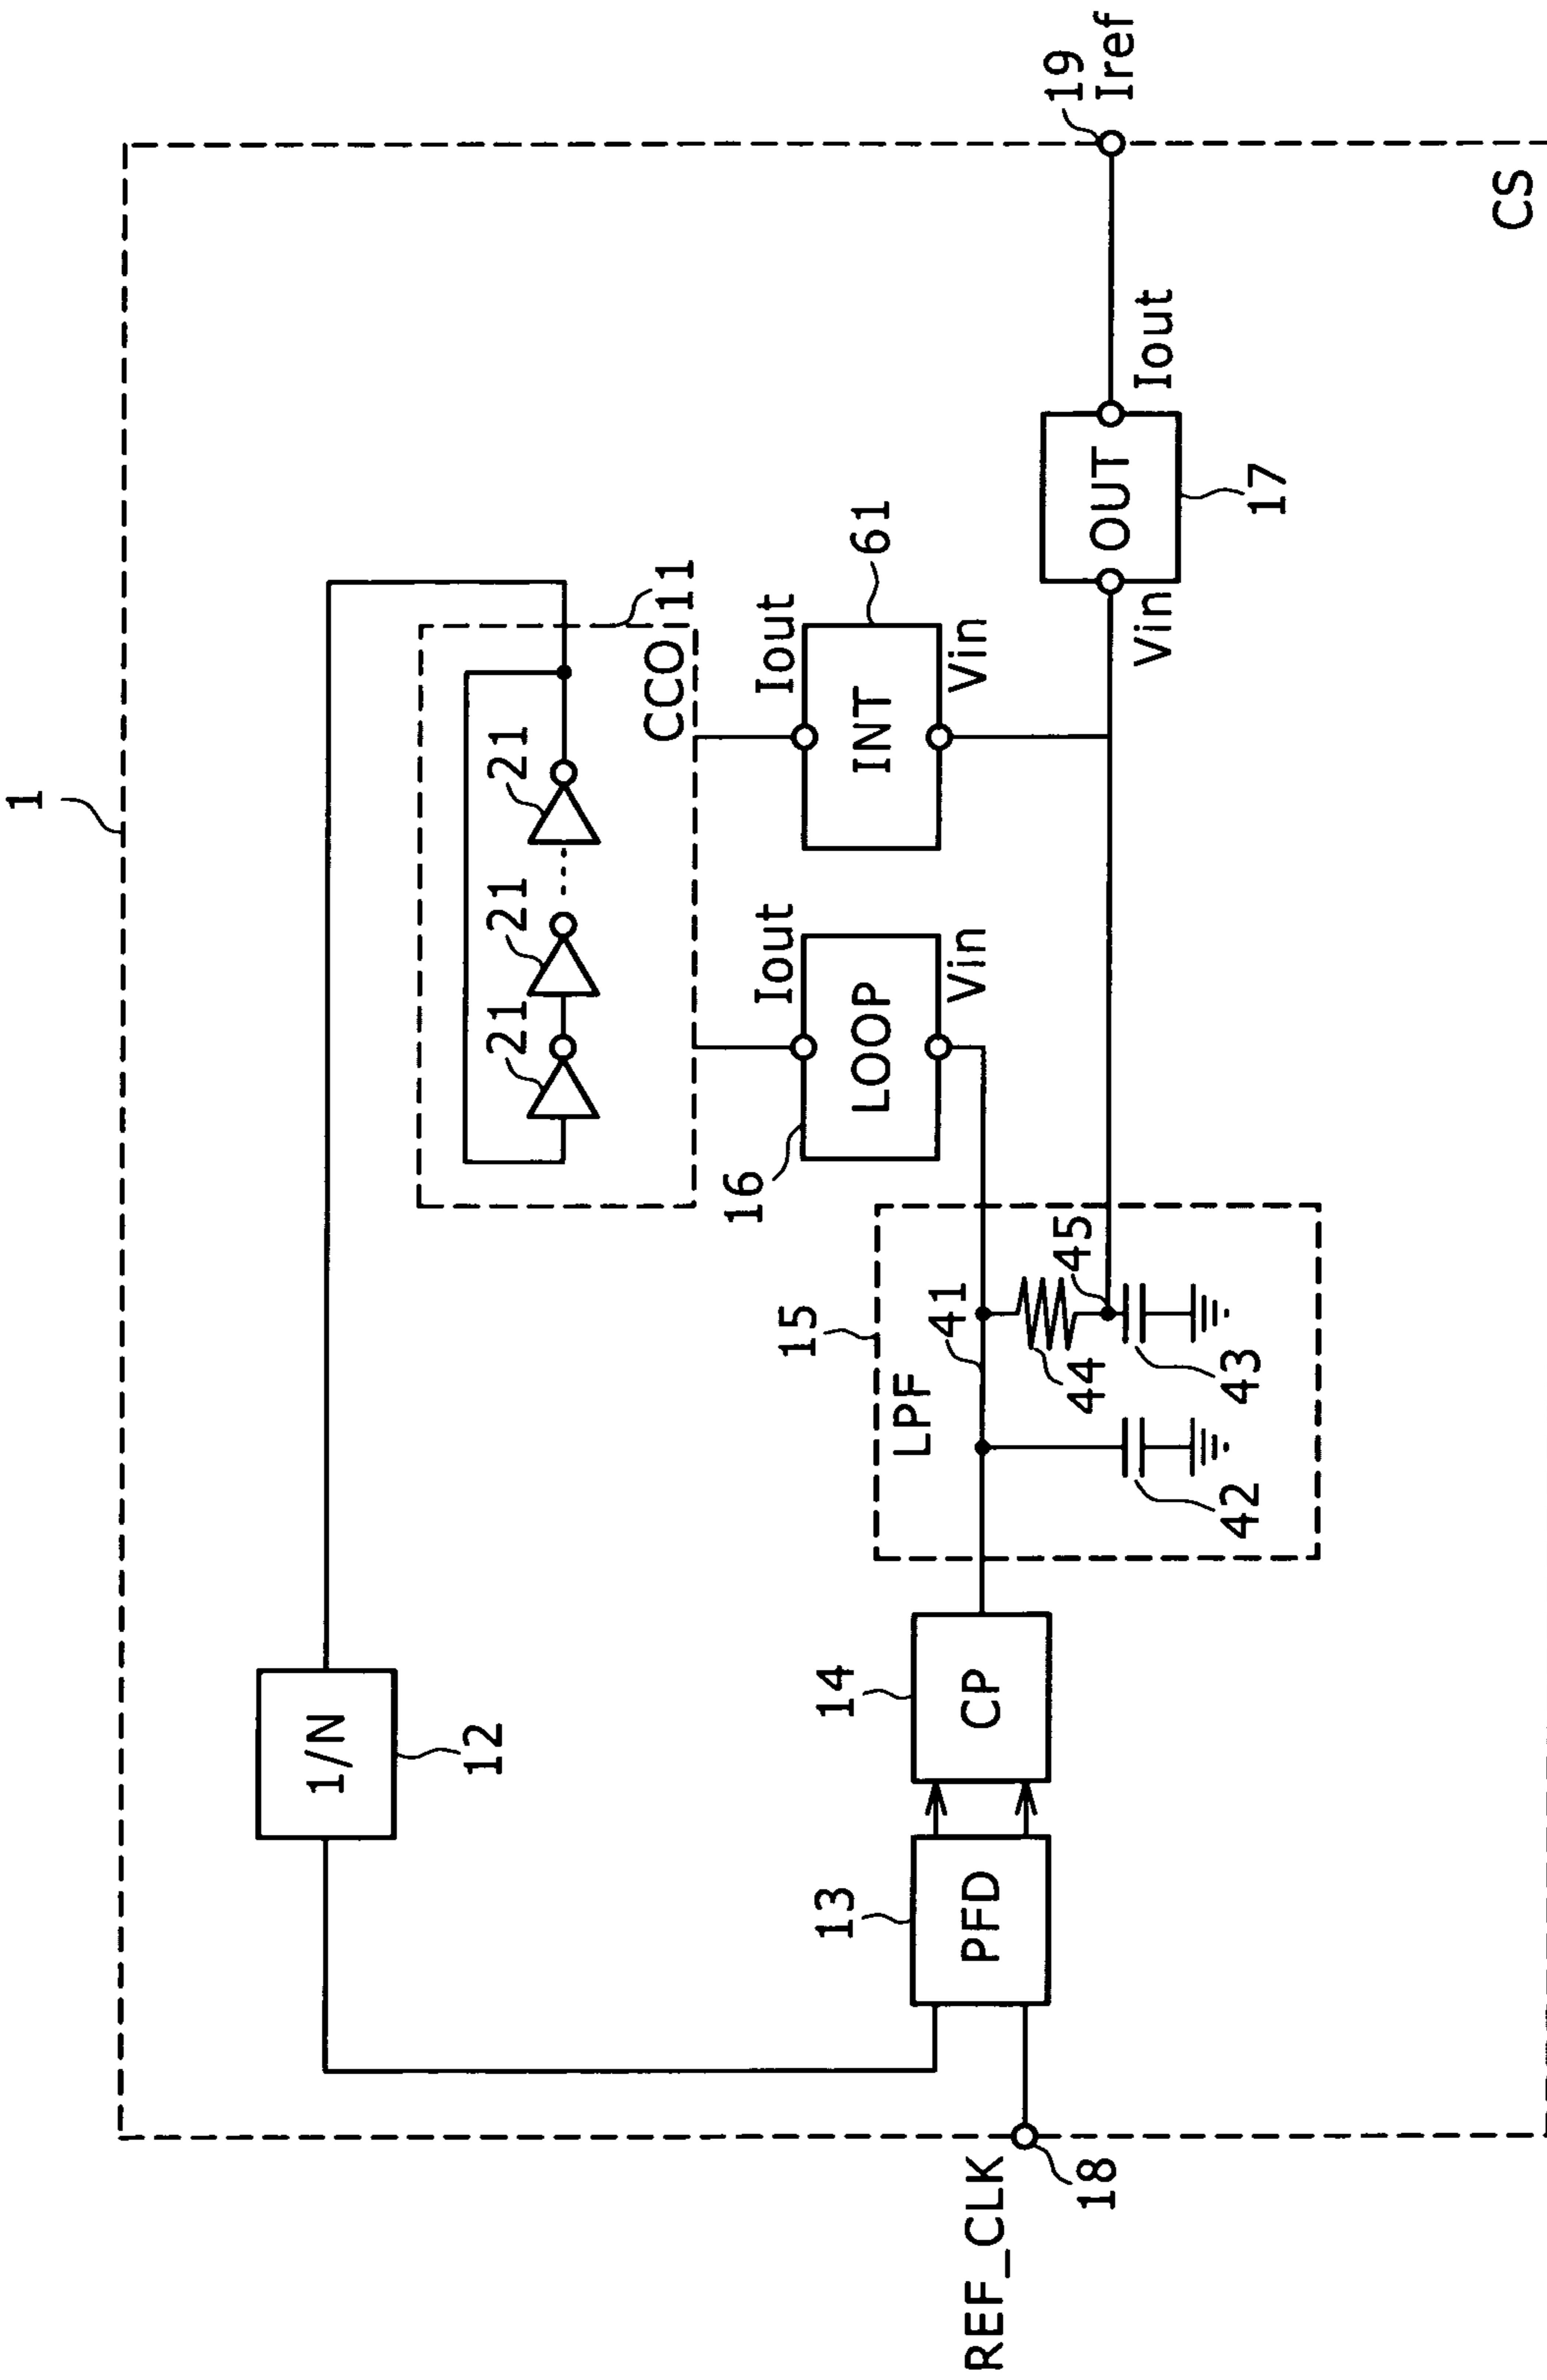 1
1/N
12
11
CCO
21
21
21
Iout
Iout
61
INT
Vin
16
LOOP
Vin
19
Iref
Iout
OUT
Vin
17
15
LPF
41
45
44
43
42
14
CP
13
PFD
REF_CLK
18
CS